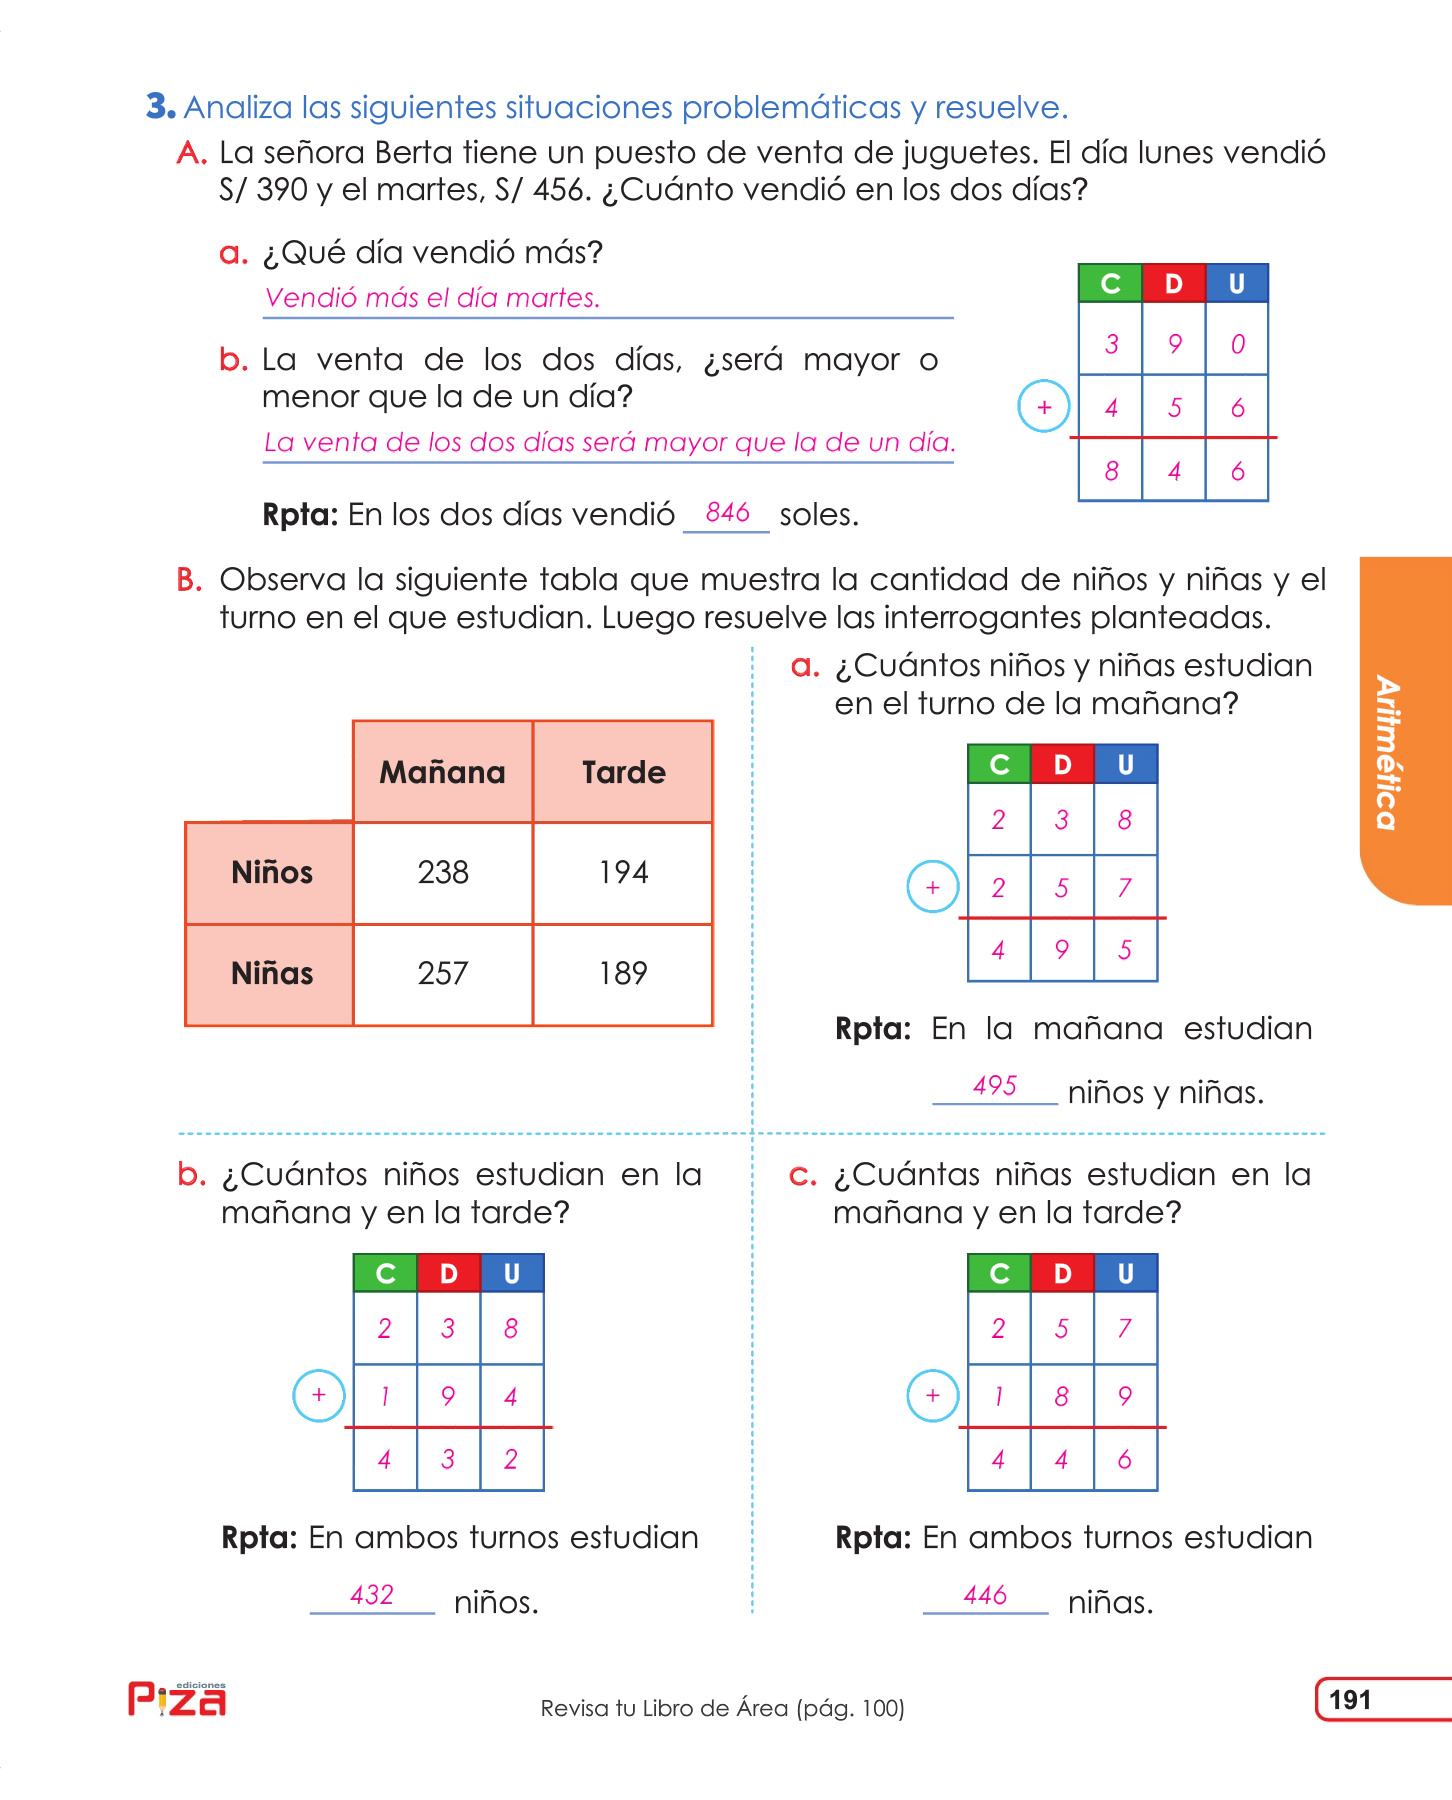 3. Analiza las siguientes situaciones problemáticas y resuelve.
A. La señora Berta tiene un puesto de venta de juguetes. El día lunes vendió
S/ 390 y el martes, S/ 456. ¿Cuánto vendió en los dos días?
a. ¿Qué día vendió más?
Vendió más el día martes.
b. La venta de los dos días, ¿será mayor o
menor que la de un día?
La venta de los dos días será mayor que la de un día.
Rpta: En los dos días vendió 846 soles.
C D U
3 9 0
+ 4 5 6
8 4 6
B. Observa la siguiente tabla que muestra la cantidad de niños y niñas y el
turno en el que estudian. Luego resuelve las interrogantes planteadas.
Mañana Tarde
Niños 238 194
Niñas 257 189
a. ¿Cuántos niños y niñas estudian
en el turno de la mañana?
C D U
2 3 8
+ 2 5 7
4 9 5
Rpta: En la mañana estudian
495 niños y niñas.
b. ¿Cuántos niños estudian en la
mañana y en la tarde?
C D U
2 3 8
+ 1 9 4
4 3 2
Rpta: En ambos turnos estudian
432 niños.
c. ¿Cuántas niñas estudian en la
mañana y en la tarde?
C D U
2 5 7
+ 1 8 9
4 4 6
Rpta: En ambos turnos estudian
446 niñas.
Aritmética
ediciones
Piza
Revisa tu Libro de Área (pág. 100)
191